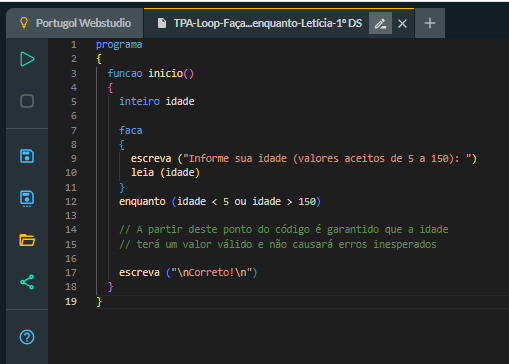 Portugol Webstudio
TPA-Loop-Faça...enquanto-Letícia-1º DS
1 programa
2 {
3 funcao inicio()
4 {
5 inteiro idade
6
7 faca
8 {
9 escreva ("Informe sua idade (valores aceitos de 5 a 150): ")
10 leia (idade)
11 }
12 enquanto (idade < 5 ou idade > 150)
13
14 // A partir deste ponto do código é garantido que a idade
15 // terá um valor válido e não causará erros inesperados
16
17 escreva ("\nCorreto!\n")
18 }
19 }